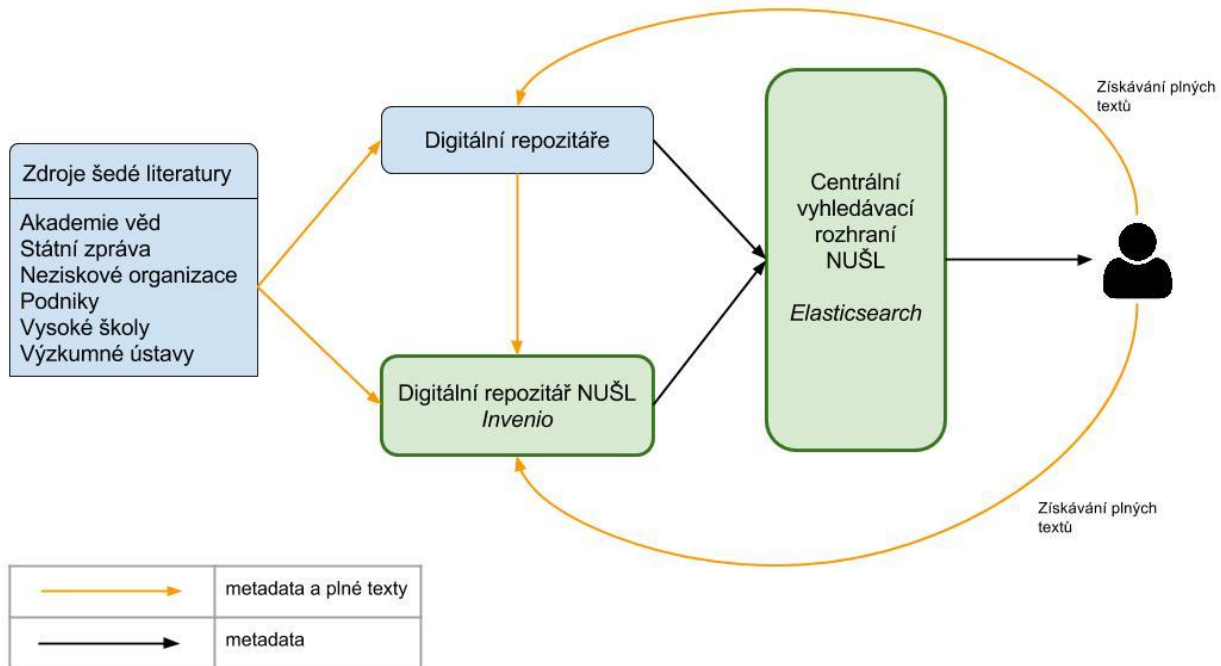 Zdroje šedé literatury
Akademie věd
Státní zpráva
Neziskové organizace
Podniky
Vysoké školy
Výzkumné ústavy
Digitální repozitáře
Digitální repozitář NUŠL
Invenio
Centrální
vyhledávací
rozhraní
NUŠL
Elasticsearch
Získávání plných
textů
Získávání plných
textů
metadata a plné texty
metadata